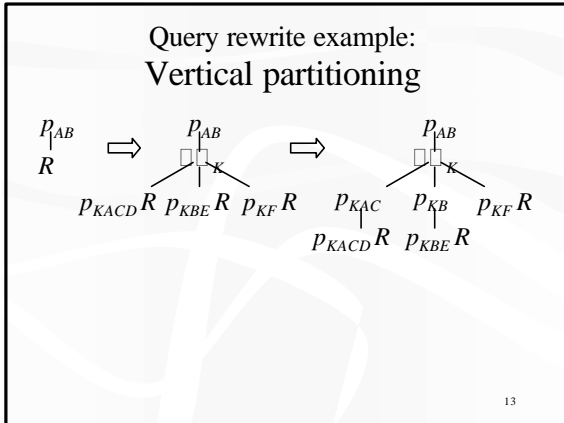 Query rewrite example:
Vertical partitioning
p_AB
R
⇨
p_AB
▯ ▯ K
p_KACD R p_KBE R p_KF R
⇨
p_AB
▯ ▯ K
p_KAC p_KB p_KF R
p_KACD R p_KBE R
13